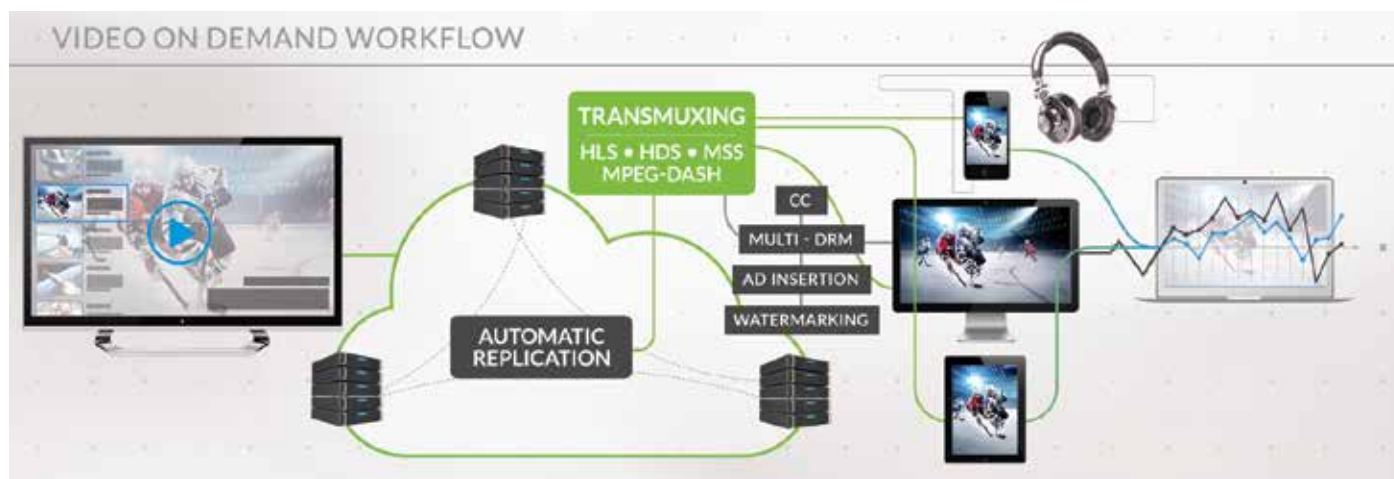 VIDEO ON DEMAND WORKFLOW
TRANSMUXING
HLS • HDS • MSS
MPEG-DASH
CC
MULTI - DRM
AD INSERTION
WATERMARKING
AUTOMATIC
REPLICATION